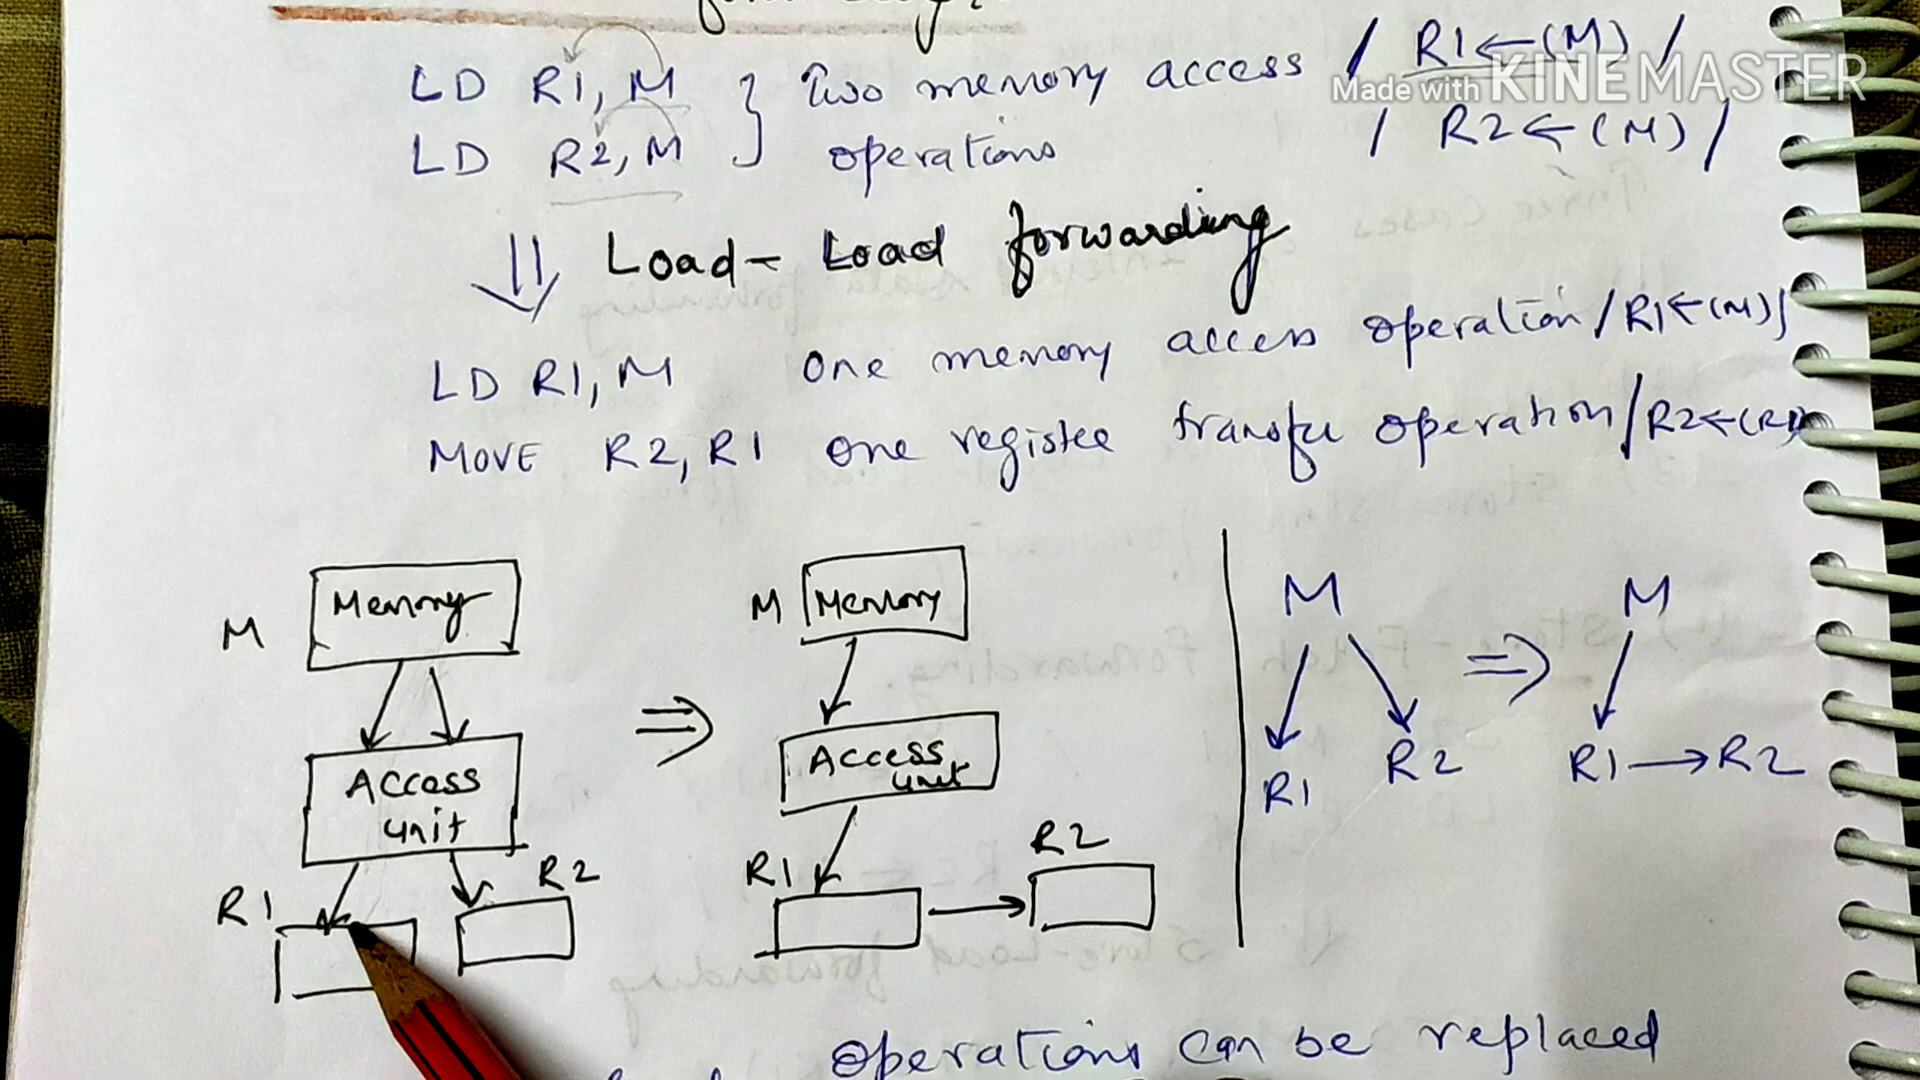 LD R1, M } Two memory access / R1←(M) /
Made with KINEMASTER
LD R2, M operations / R2←(M) /
⇓ Load - Load forwarding
LD R1, M one memory access operation /R1←(M)/
MOVE R2, R1 one register transfer operation /R2←(R1)
M Memory ⇒ M Memory
Access unit
Access unit
R1 R2
R1 R2
M ⇒ M
R1 R2 R1→R2
operations can be replaced